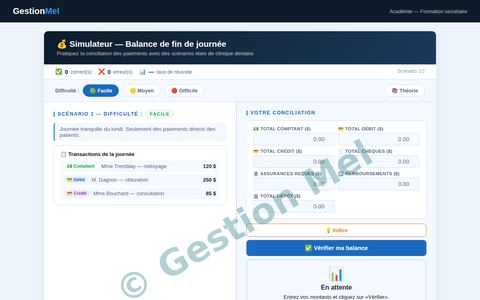 GestionMel
Académie — Formation secrétaire
💰 Simulateur — Balance de fin de journée
Pratiquez la conciliation des paiements avec des scénarios réels de clinique dentaire
✅ 0 correct(s) ❌ 0 erreur(s) 📊 — taux de réussite
Scénario 1/2
Difficulté : 🟢 Facile 🟡 Moyen 🔴 Difficile 📚 Théorie
SCÉNARIO 1 — DIFFICULTÉ : FACILE
Journée tranquille du lundi. Seulement des paiements directs des
patients.
📋 Transactions de la journée
💵 Comptant Mme Tremblay — nettoyage 120 $
💳 Débit M. Gagnon — obturation 250 $
💳 Crédit Mme Bouchard — consultation 85 $
VOTRE CONCILIATION
💵 TOTAL COMPTANT ($) 💳 TOTAL DÉBIT ($)
0.00 0.00
💳 TOTAL CRÉDIT ($) TOTAL CHÈQUES ($)
0.00 0.00
ASSURANCES REÇUES ($) REMBOURSEMENTS ($)
0.00 0.00
TOTAL DÉPÔT ($)
0.00
💡 Indice
✅ Vérifier ma balance
📊
En attente
Entrez vos montants et cliquez sur «Vérifier».
© Gestion Mel